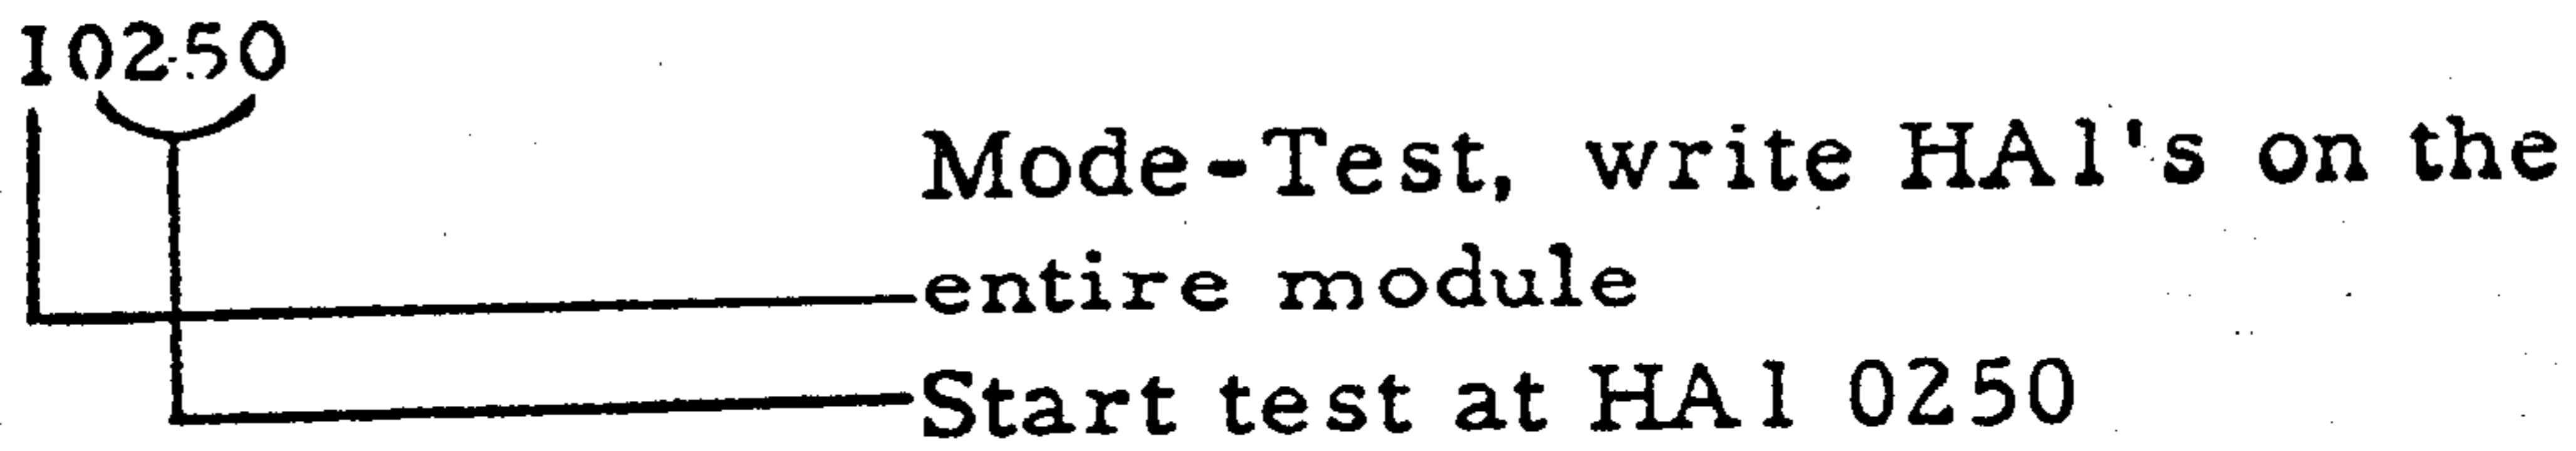 10250
Mode-Test, write HA1's on the
entire module
Start test at HA1 0250